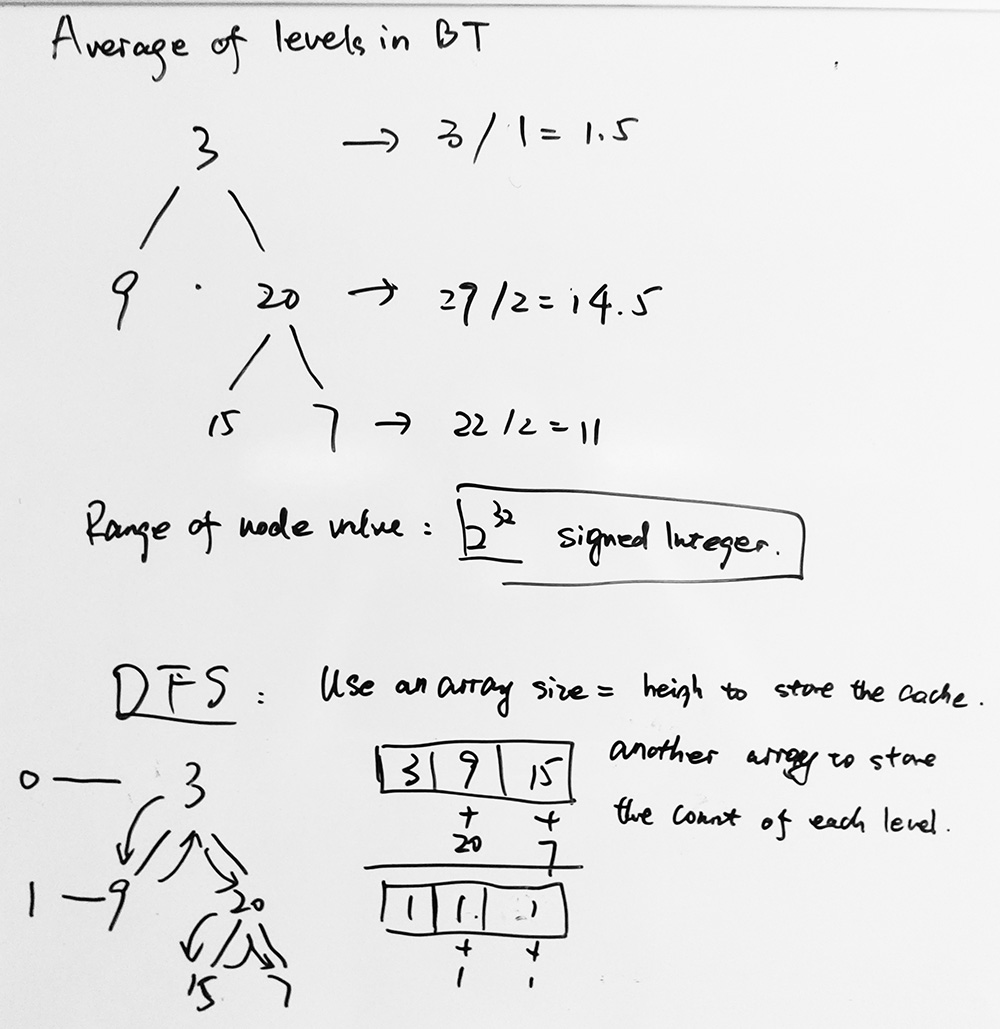 Average of levels in BT
3 → 3 / 1 = 1.5
9 20 → 29 / 2 = 14.5
15 7 → 22 / 2 = 11
Range of node value : 2^32 signed Integer.
DFS : Use an array size = heigh to store the cache.
another array to store
the count of each level.
0 — 3
3 9 15
+ +
20 7
1 — 9 20
1 1 1
+ +
1 1
15 7